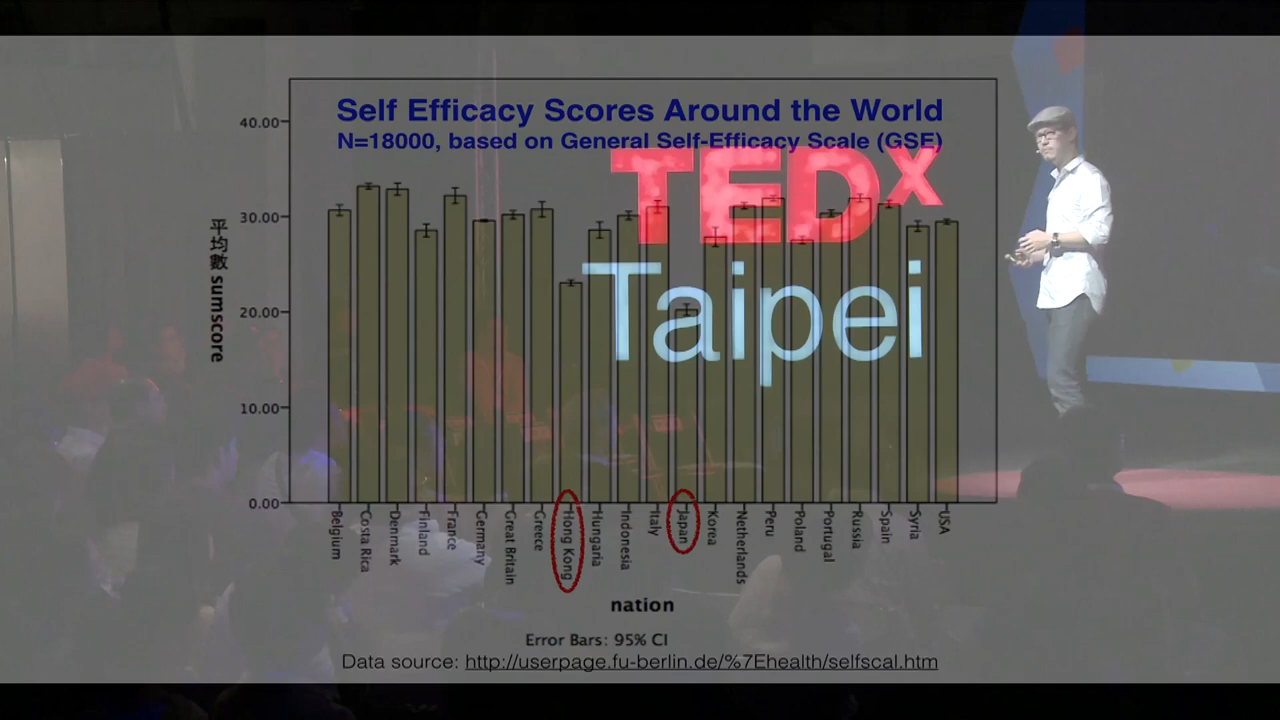 Self Efficacy Scores Around the World
N=18000, based on General Self-Efficacy Scale (GSE)
TEDx
Taipei
40.00
30.00
20.00
10.00
0.00
平均數 sumscore
Belgium
Costa Rica
Denmark
Finland
France
Germany
Great Britain
Greece
Hong Kong
Hungaria
Indonesia
Italy
Japan
Korea
Netherlands
Peru
Poland
Portugal
Russia
Spain
Syria
USA
nation
Error Bars: 95% CI
Data source: http://userpage.fu-berlin.de/%7Ehealth/selfscal.htm